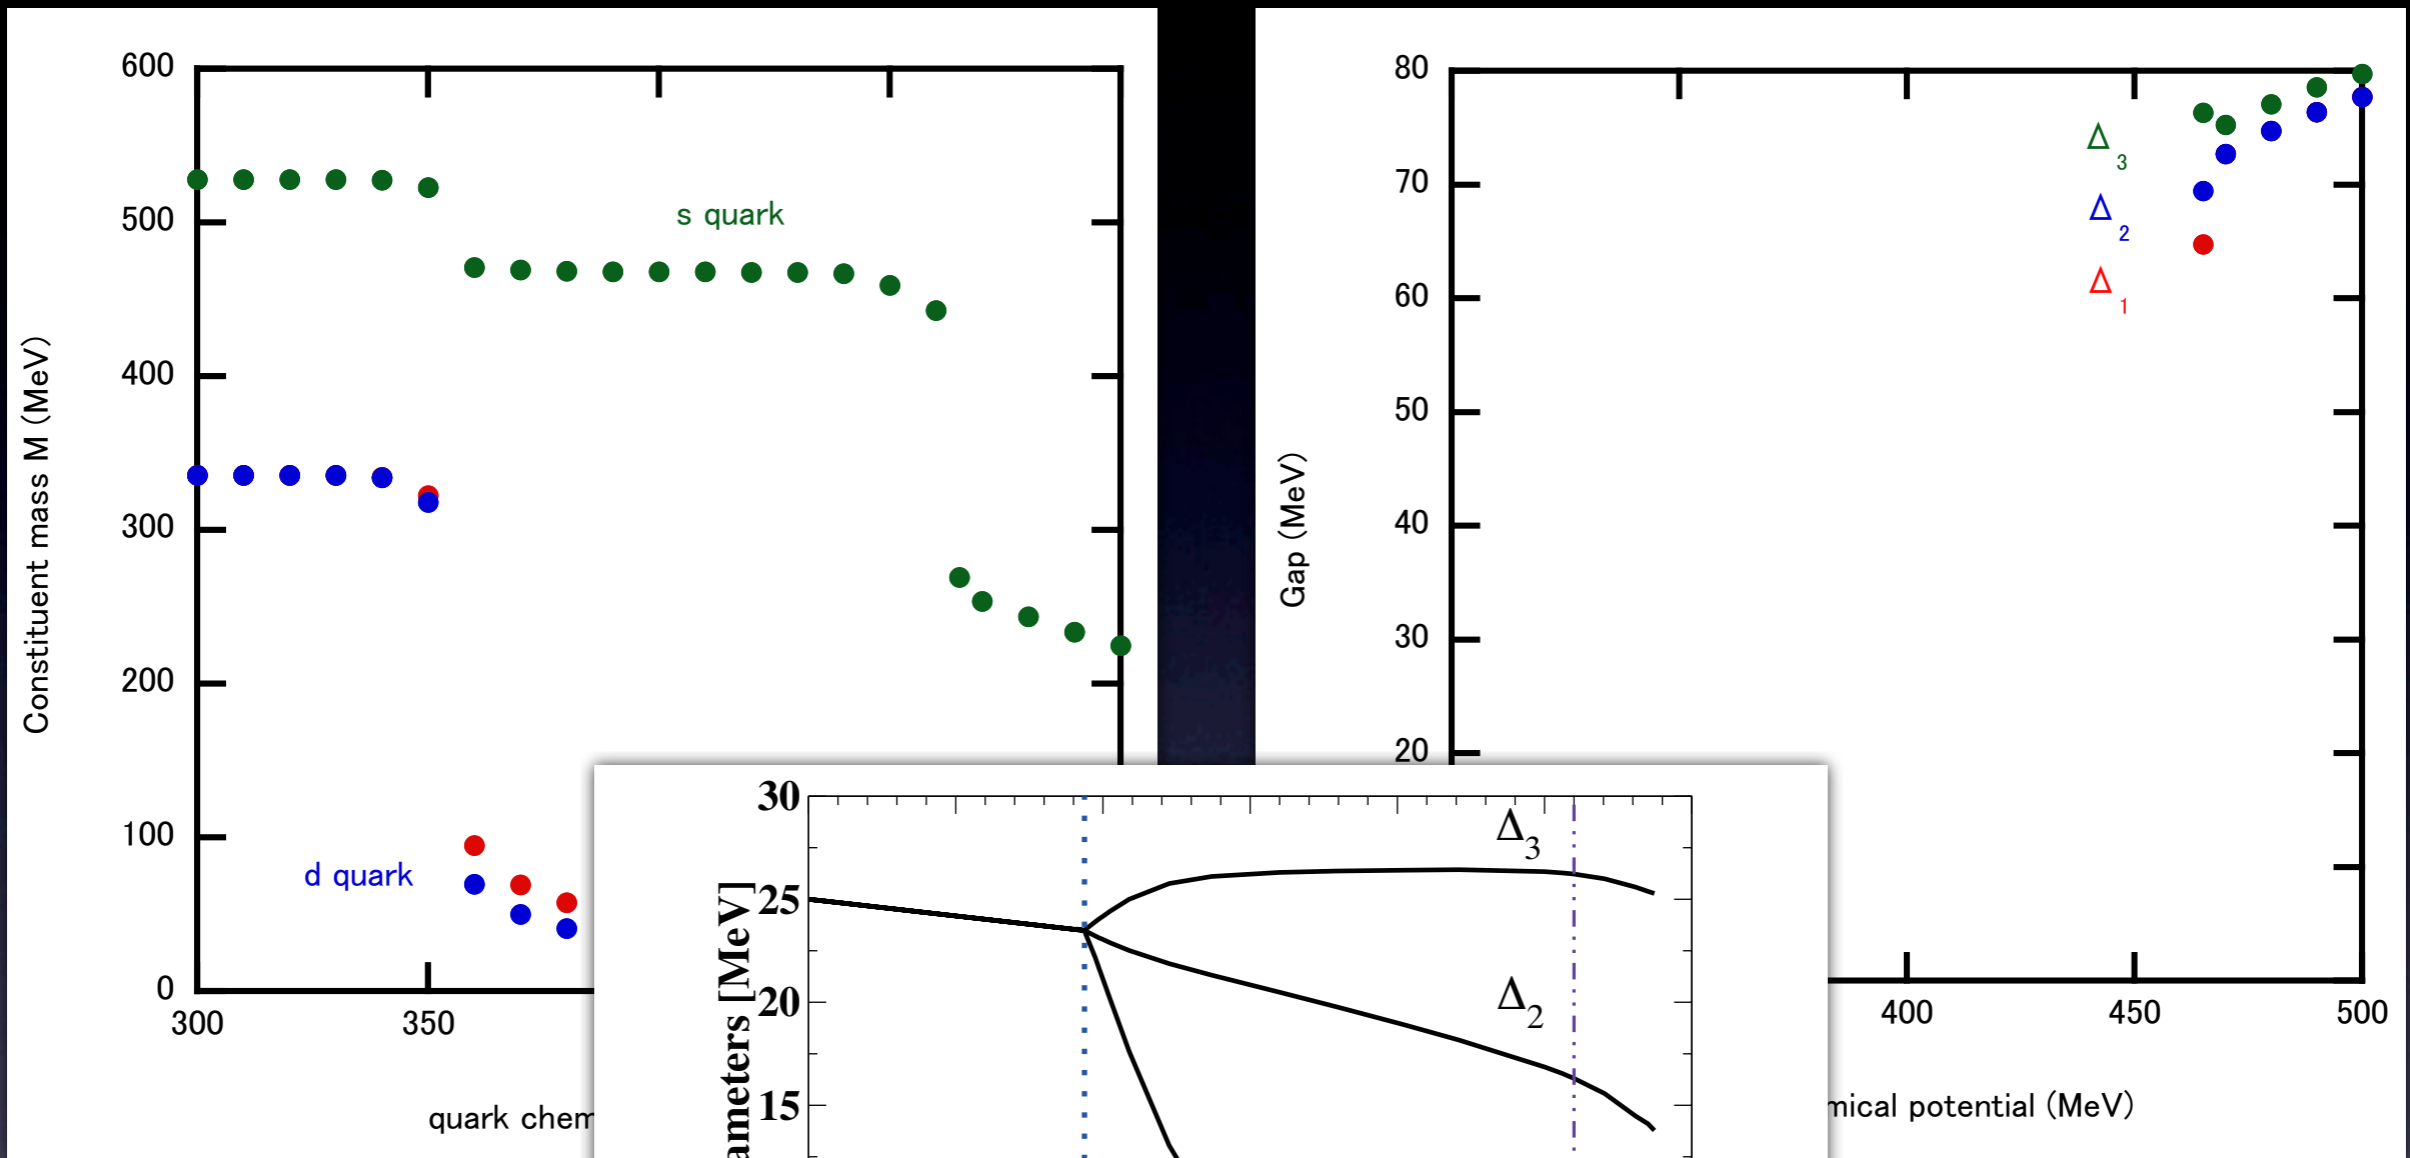 600
500
400
300
200
100
0
300
350
Constituent mass M (MeV)
s quark
d quark
quark chem
80
70
60
50
40
30
20
Gap (MeV)
Δ3
Δ2
Δ1
400
450
500
mical potential (MeV)
30
25
20
15
ameters [MeV]
Δ3
Δ2